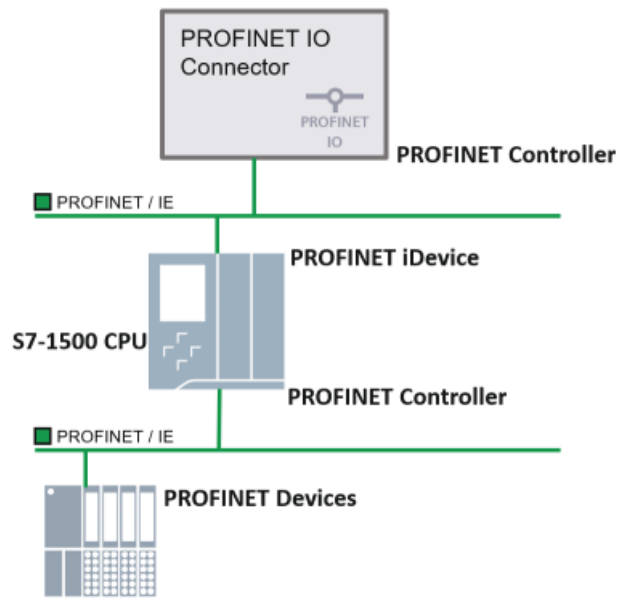 PROFINET IO
Connector
PROFINET
IO
PROFINET Controller
PROFINET / IE
PROFINET iDevice
S7-1500 CPU
PROFINET Controller
PROFINET / IE
PROFINET Devices